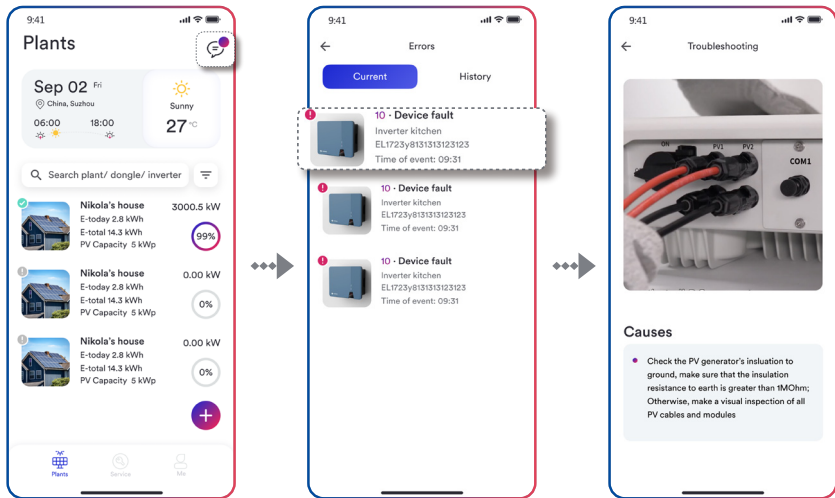 9:41
Plants
Sep 02 Fri
China, Suzhou
06:00 18:00
Sunny
27 °C
Search plant/ dongle/ inverter
Nikola's house 3000.5 kW
E-today 2.8 kWh
E-total 14.3 kWh
PV Capacity 5 kWp
99%
Nikola's house 0.00 kW
E-today 2.8 kWh
E-total 14.3 kWh
PV Capacity 5 kWp
0%
Nikola's house 0.00 kW
E-today 2.8 kWh
E-total 14.3 kWh
PV Capacity 5 kWp
0%
+
Plants Service Me
9:41
Errors
Current History
10 · Device fault
Inverter kitchen
EL1723y8131313123123
Time of event: 09:31
10 · Device fault
Inverter kitchen
EL1723y8131313123123
Time of event: 09:31
10 · Device fault
Inverter kitchen
EL1723y8131313123123
Time of event: 09:31
9:41
Troubleshooting
ON PV1 PV2
COM1
Causes
Check the PV generator's insluation to
ground, make sure that the insulation
resistance to earth is greater than 1MOhm;
Otherwise, make a visual inspection of all
PV cables and modules